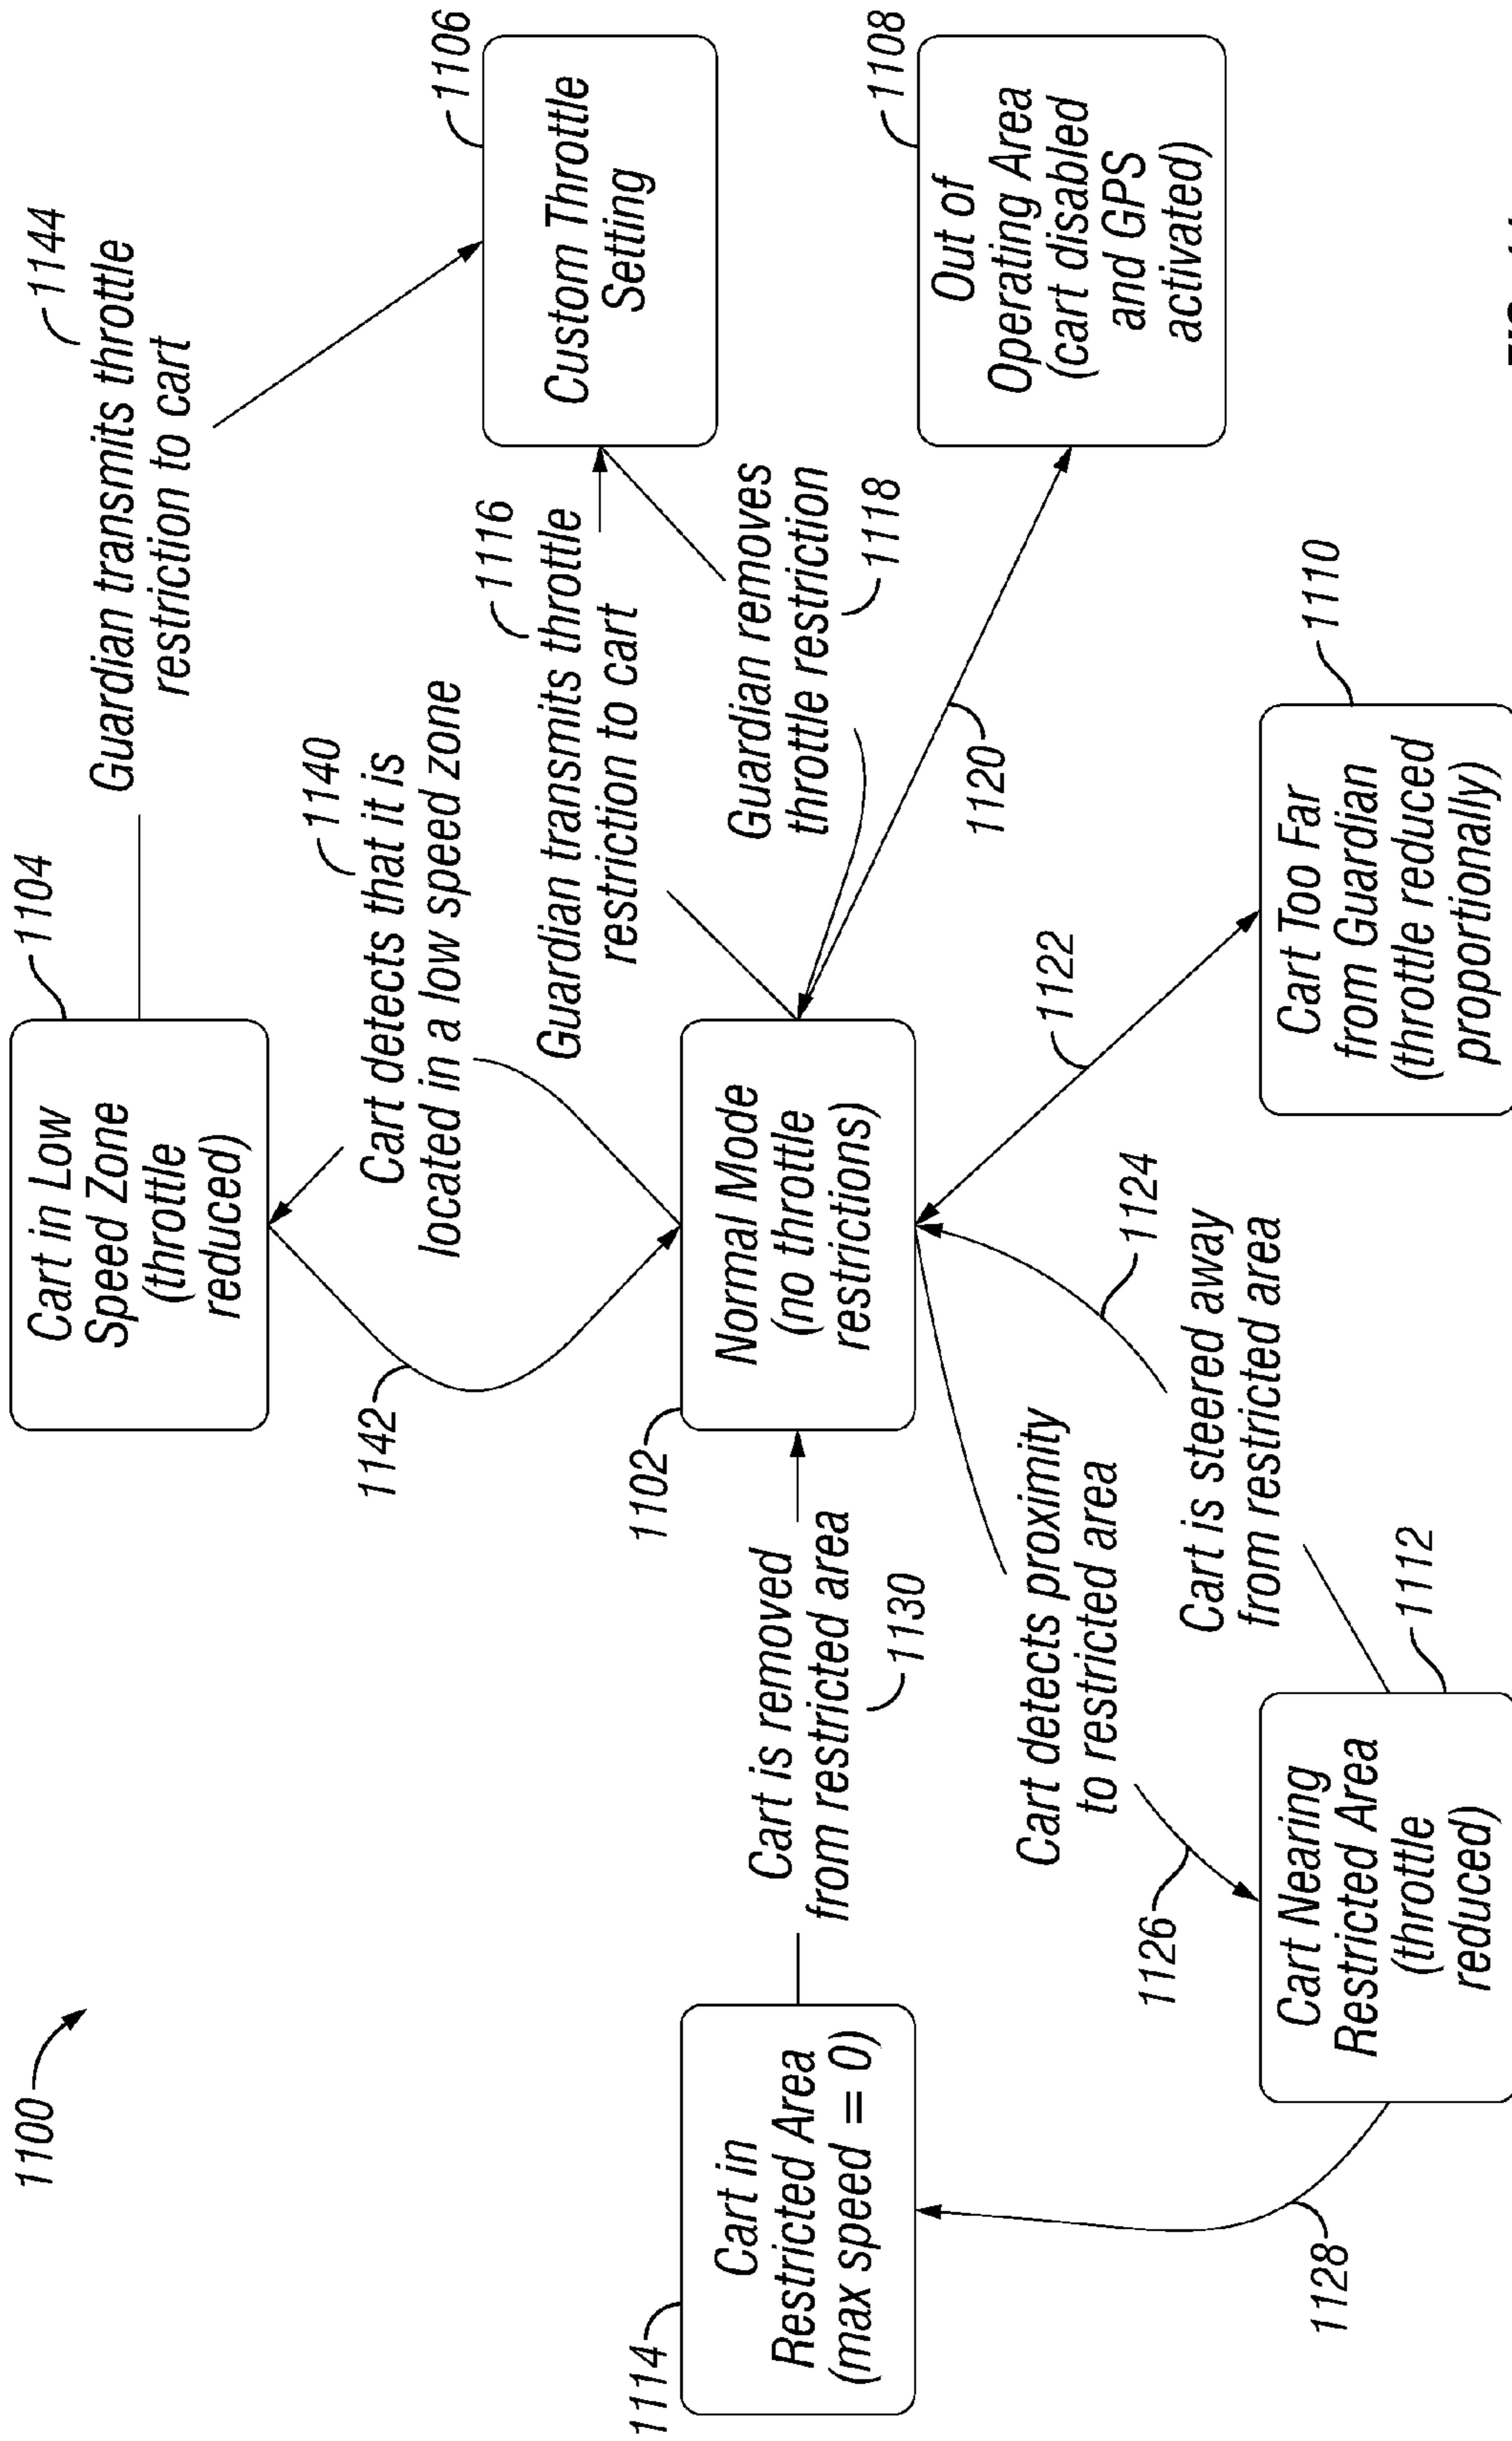 1100
1104
Cart in Low
Speed Zone
(throttle
reduced)
1144
Guardian transmits throttle
restriction to cart
1140
Cart detects that it is
located in a low speed zone
1142
1106
Custom Throttle
Setting
1116
Guardian transmits throttle
restriction to cart
1114
Cart in
Restricted Area
(max speed = 0)
Cart is removed
from restricted area
1130
1102
Normal Mode
(no throttle
restrictions)
Guardian removes
throttle restriction
1118
1108
Out of
Operating Area
(cart disabled
and GPS
activated)
1120
1122
Cart detects proximity
to restricted area
1126
1124
Cart is steered away
from restricted area
1128
1112
Cart Nearing
Restricted Area
(throttle
reduced)
1110
Cart Too Far
from Guardian
(throttle reduced
proportionally)